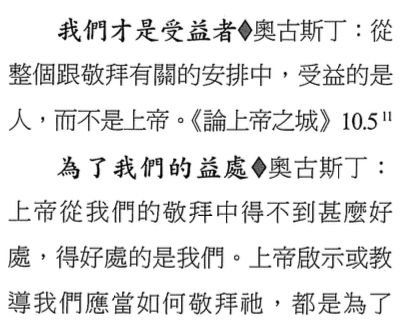 我們才是受益者◆奧古斯丁：從
整個跟敬拜有關的安排中，受益的是
人，而不是上帝。《論上帝之城》10.5¹¹
為了我們的益處◆奧古斯丁：
上帝從我們的敬拜中得不到甚麼好
處，得好處的是我們。上帝啟示或教
導我們應當如何敬拜祂，都是為了